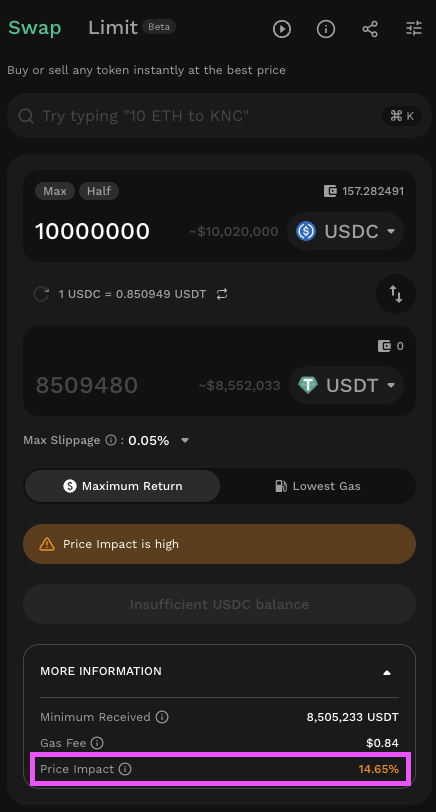 Swap Limit Beta
Buy or sell any token instantly at the best price
Try typing "10 ETH to KNC" ⌘ K
Max Half 157.282491
10000000 ~$10,020,000 USDC
1 USDC = 0.850949 USDT
0
8509480 ~$8,552,033 USDT
Max Slippage : 0.05%
Maximum Return Lowest Gas
Price Impact is high
Insufficient USDC balance
MORE INFORMATION
Minimum Received 8,505,233 USDT
Gas Fee $0.84
Price Impact 14.65%